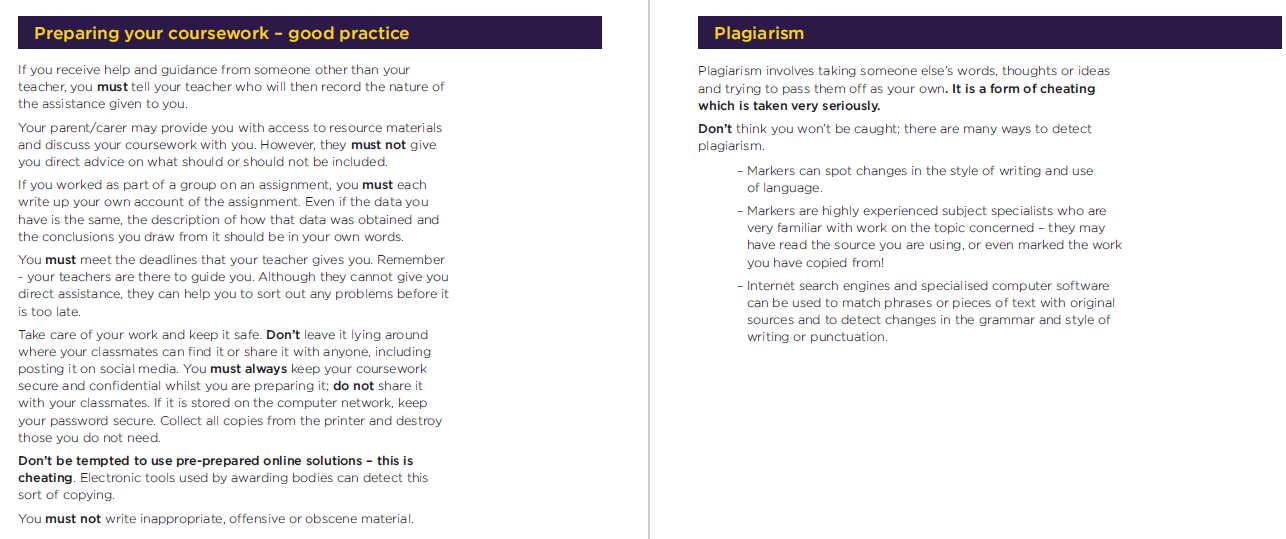 Preparing your coursework – good practice
If you receive help and guidance from someone other than your
teacher, you must tell your teacher who will then record the nature of
the assistance given to you.
Your parent/carer may provide you with access to resource materials
and discuss your coursework with you. However, they must not give
you direct advice on what should or should not be included.
If you worked as part of a group on an assignment, you must each
write up your own account of the assignment. Even if the data you
have is the same, the description of how that data was obtained and
the conclusions you draw from it should be in your own words.
You must meet the deadlines that your teacher gives you. Remember
- your teachers are there to guide you. Although they cannot give you
direct assistance, they can help you to sort out any problems before it
is too late.
Take care of your work and keep it safe. Don’t leave it lying around
where your classmates can find it or share it with anyone, including
posting it on social media. You must always keep your coursework
secure and confidential whilst you are preparing it; do not share it
with your classmates. If it is stored on the computer network, keep
your password secure. Collect all copies from the printer and destroy
those you do not need.
Don’t be tempted to use pre-prepared online solutions – this is
cheating. Electronic tools used by awarding bodies can detect this
sort of copying.
You must not write inappropriate, offensive or obscene material.
Plagiarism
Plagiarism involves taking someone else’s words, thoughts or ideas
and trying to pass them off as your own. It is a form of cheating
which is taken very seriously.
Don’t think you won’t be caught; there are many ways to detect
plagiarism.
– Markers can spot changes in the style of writing and use
of language.
– Markers are highly experienced subject specialists who are
very familiar with work on the topic concerned – they may
have read the source you are using, or even marked the work
you have copied from!
– Internet search engines and specialised computer software
can be used to match phrases or pieces of text with original
sources and to detect changes in the grammar and style of
writing or punctuation.